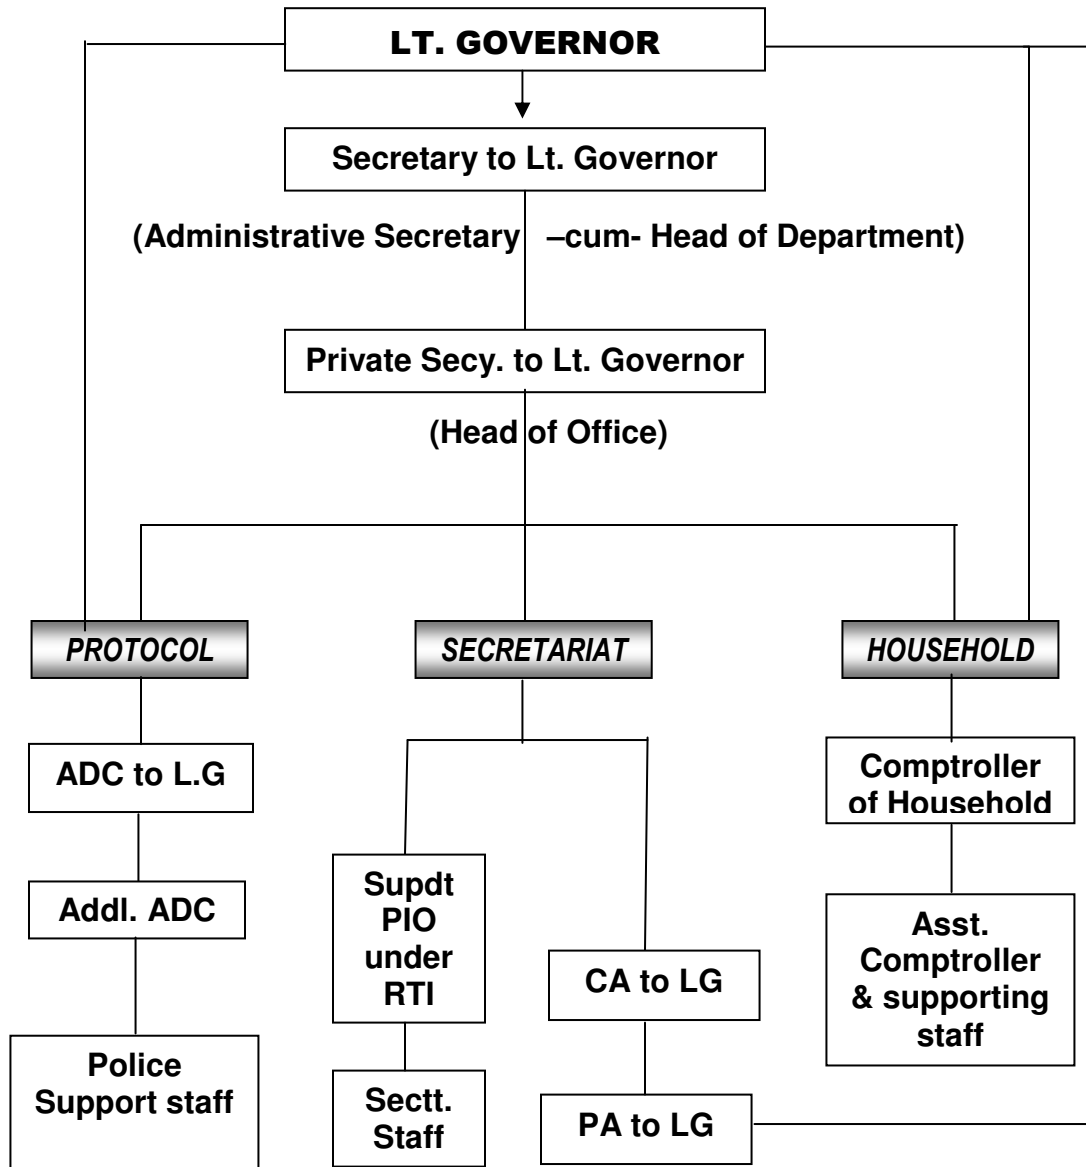 LT. GOVERNOR
Secretary to Lt. Governor
(Administrative Secretary –cum- Head of Department)
Private Secy. to Lt. Governor
(Head of Office)
PROTOCOL
SECRETARIAT
HOUSEHOLD
ADC to L.G
Addl. ADC
Police
Support staff
Supdt
PIO
under
RTI
Sectt.
Staff
CA to LG
PA to LG
Comptroller
of Household
Asst.
Comptroller
& supporting
staff